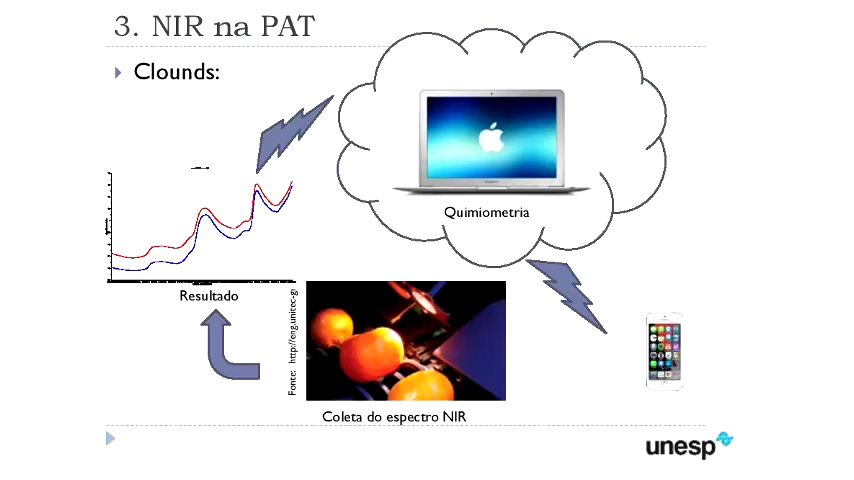 3. NIR na PAT
Clounds:
Quimiometria
Resultado
Fonte: http://eng.unitec-gr
Coleta do espectro NIR
unesp